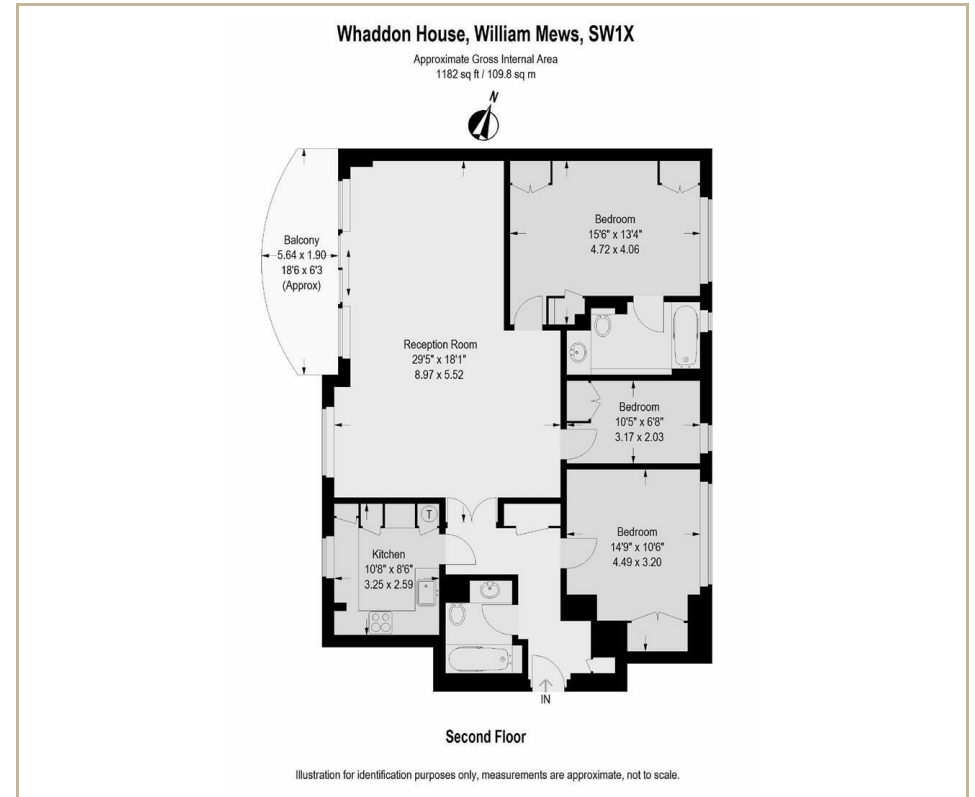 Whaddon House, William Mews, SW1X
Approximate Gross Internal Area
1182 sq ft / 109.8 sq m
N
Balcony
5.64 x 1.90
18'6 x 6'3
(Approx)
Bedroom
15'6" x 13'4"
4.72 x 4.06
Reception Room
29'5" x 18'1"
8.97 x 5.52
Bedroom
10'5" x 6'8"
3.17 x 2.03
T
Kitchen
10'8" x 8'6"
3.25 x 2.59
Bedroom
14'9" x 10'6"
4.49 x 3.20
IN
Second Floor
Illustration for identification purposes only, measurements are approximate, not to scale.